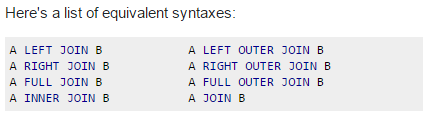 Here's a list of equivalent syntaxes:
A LEFT JOIN B A LEFT OUTER JOIN B
A RIGHT JOIN B A RIGHT OUTER JOIN B
A FULL JOIN B A FULL OUTER JOIN B
A INNER JOIN B A JOIN B